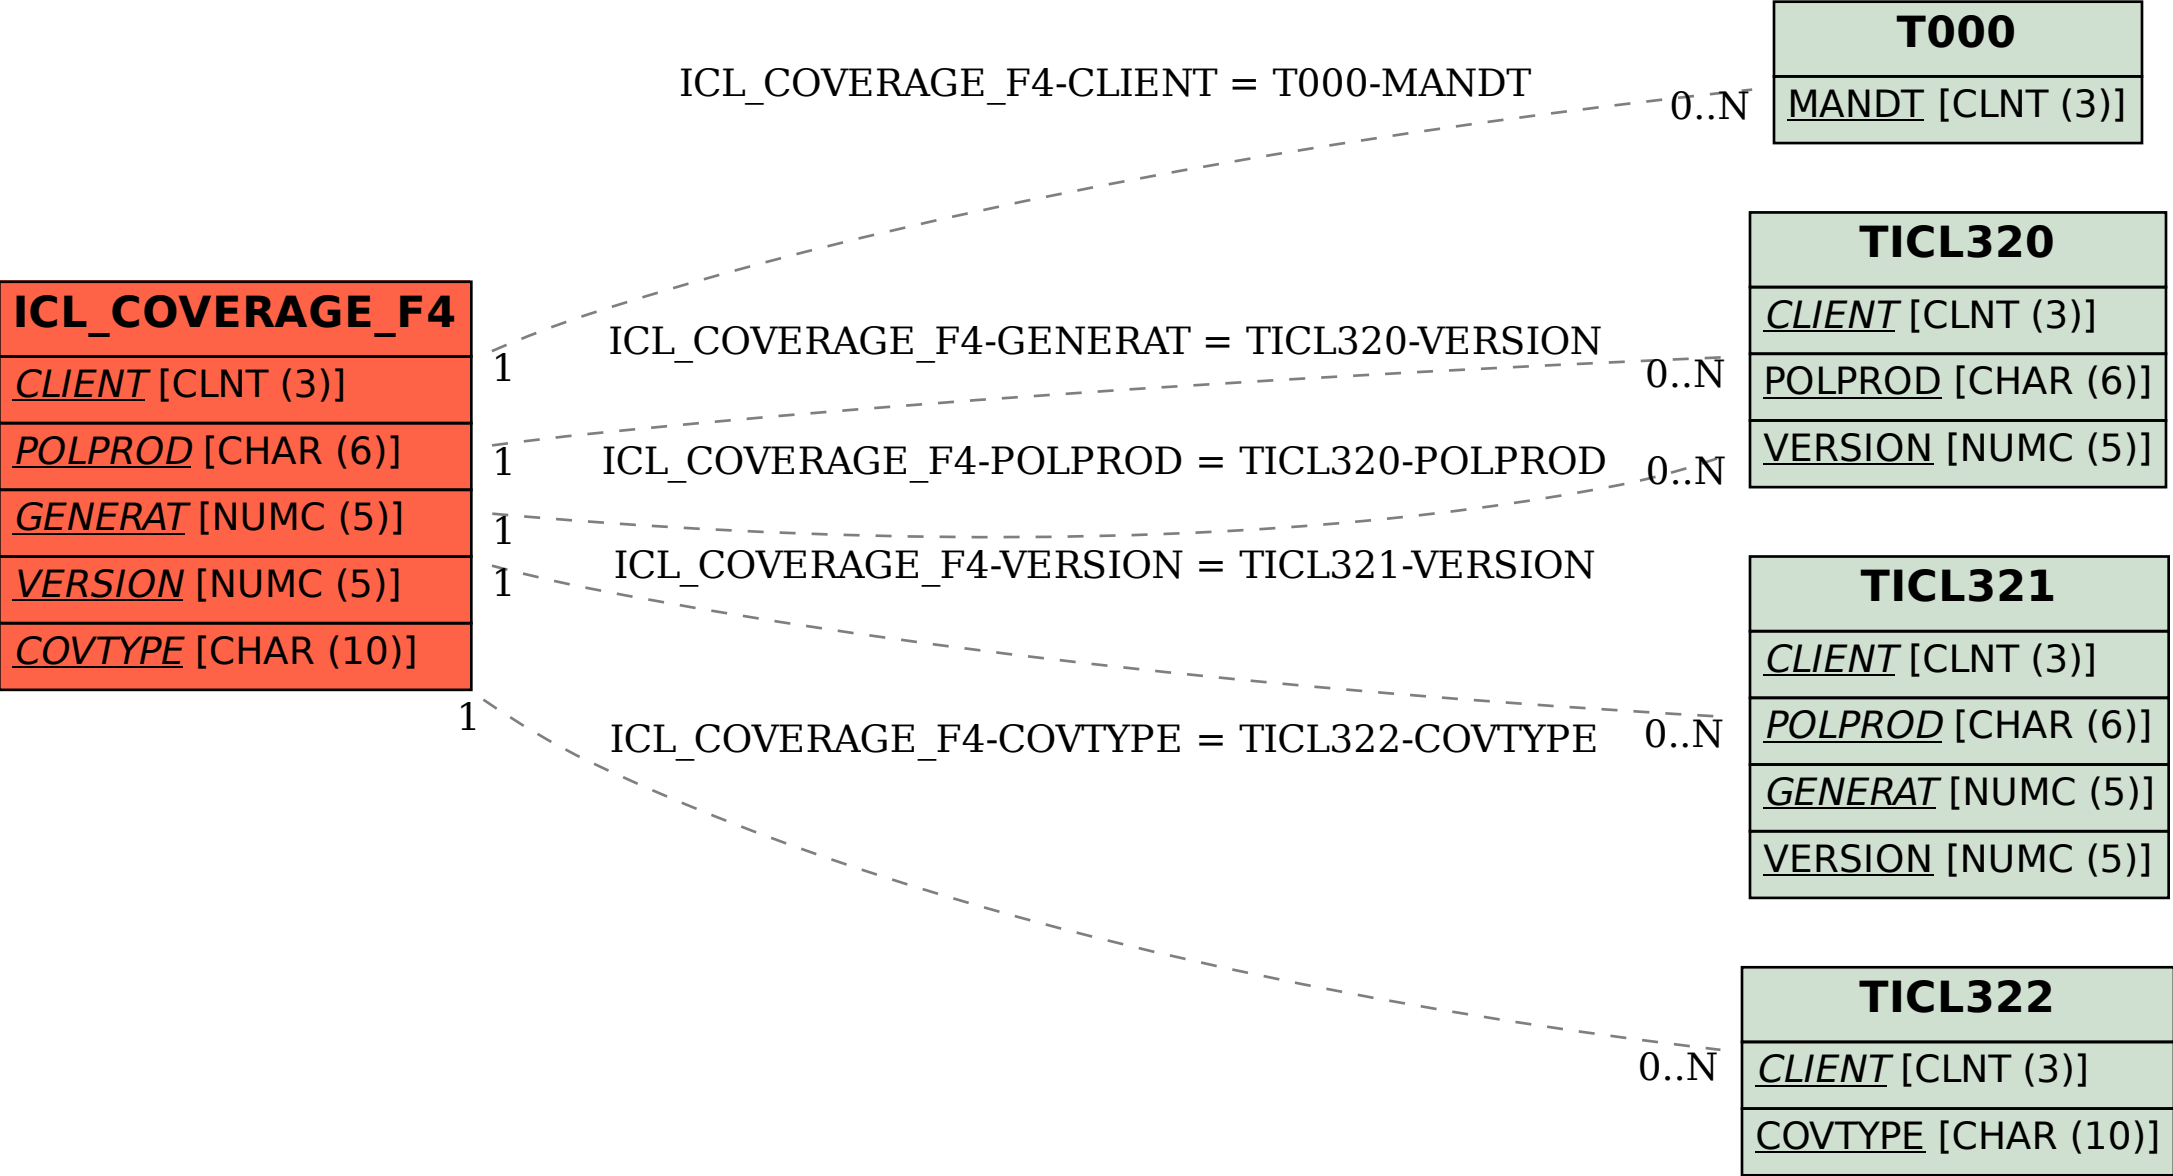 T000
MANDT [CLNT (3)]
ICL_COVERAGE_F4-CLIENT = T000-MANDT
0..N
TICL320
CLIENT [CLNT (3)]
POLPROD [CHAR (6)]
VERSION [NUMC (5)]
ICL_COVERAGE_F4
CLIENT [CLNT (3)]
POLPROD [CHAR (6)]
GENERAT [NUMC (5)]
VERSION [NUMC (5)]
COVTYPE [CHAR (10)]
1
ICL_COVERAGE_F4-GENERAT = TICL320-VERSION
0..N
1
ICL_COVERAGE_F4-POLPROD = TICL320-POLPROD
0..N
1
ICL_COVERAGE_F4-VERSION = TICL321-VERSION
1
0..N
TICL321
CLIENT [CLNT (3)]
POLPROD [CHAR (6)]
GENERAT [NUMC (5)]
VERSION [NUMC (5)]
1
ICL_COVERAGE_F4-COVTYPE = TICL322-COVTYPE
0..N
TICL322
CLIENT [CLNT (3)]
COVTYPE [CHAR (10)]